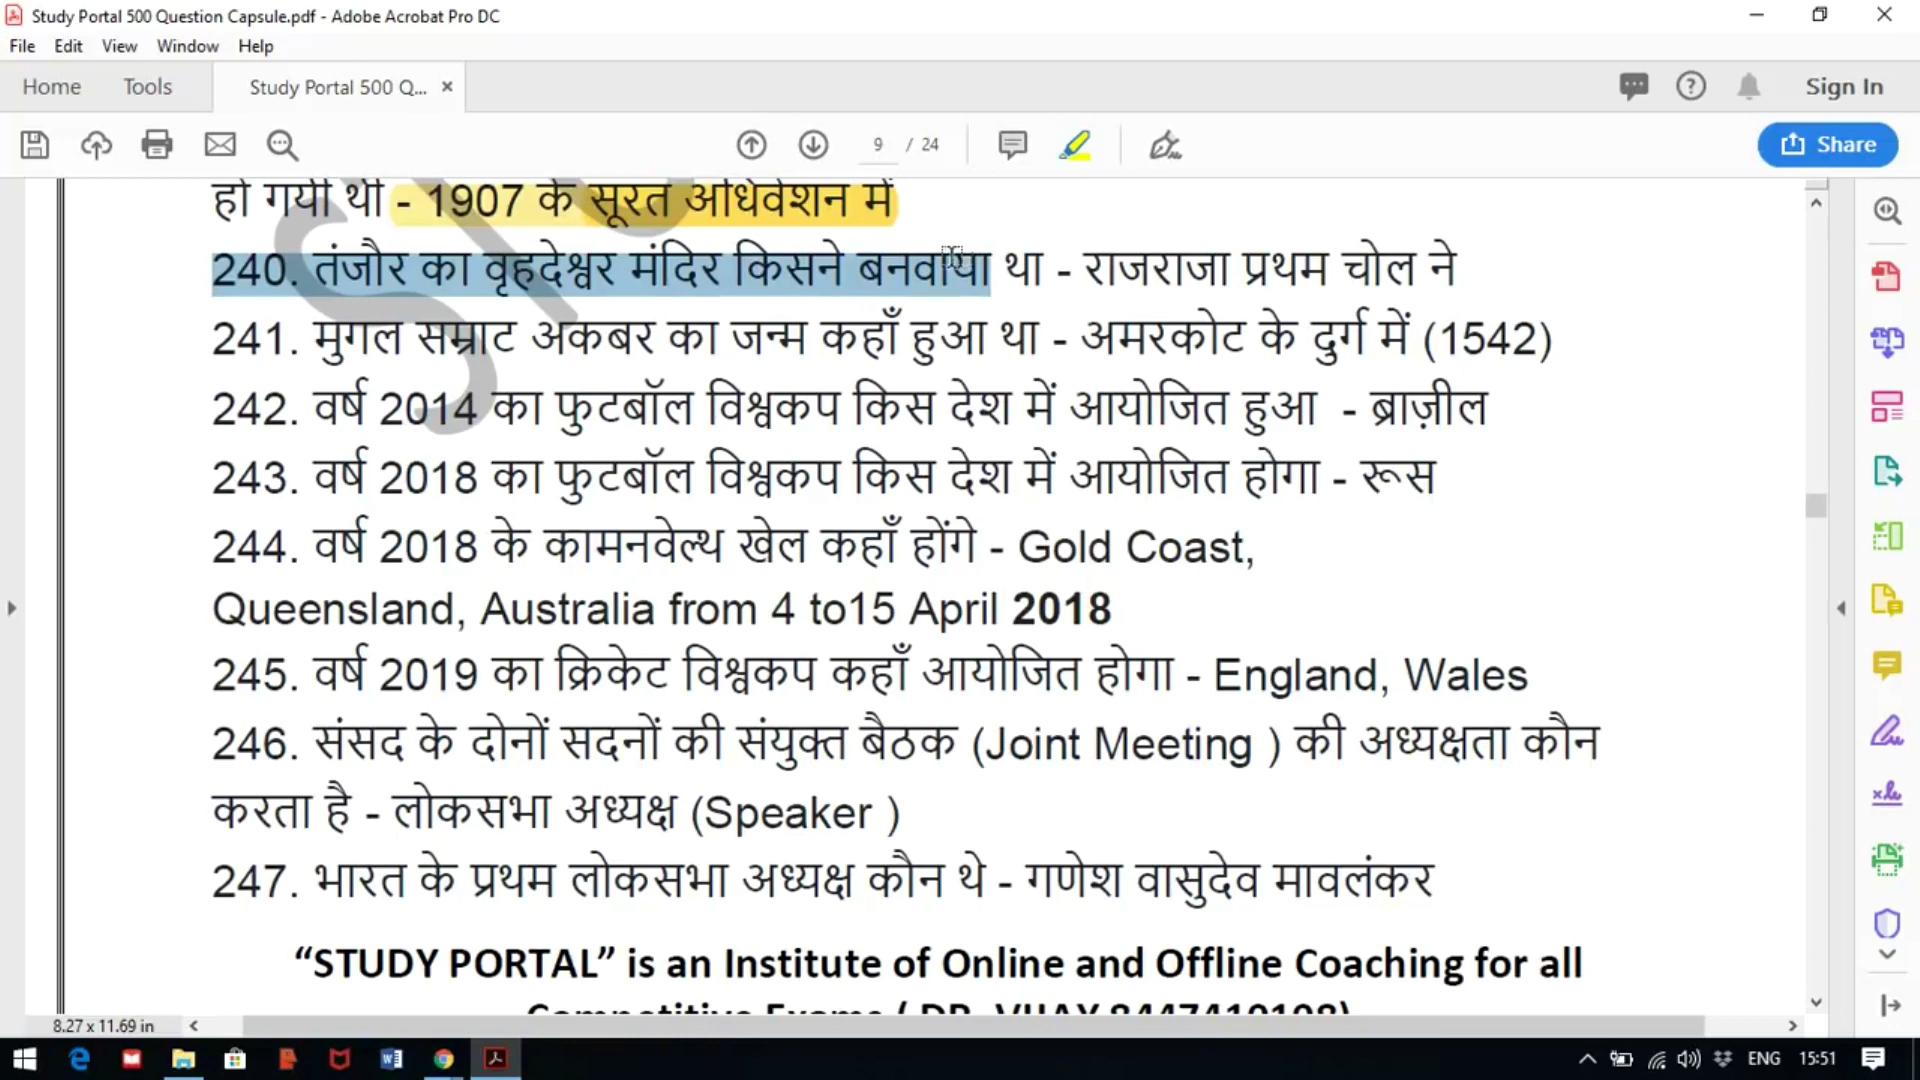 Study Portal 500 Question Capsule.pdf - Adobe Acrobat Pro DC
File Edit View Window Help
Home Tools Study Portal 500 Q... × Sign In
9 / 24 Share
हो गयी थी - 1907 के सूरत अधिवेशन में
240. तंजौर का वृहदेश्वर मंदिर किसने बनवाया था - राजराजा प्रथम चोल ने
241. मुगल सम्राट अकबर का जन्म कहाँ हुआ था - अमरकोट के दुर्ग में (1542)
242. वर्ष 2014 का फुटबॉल विश्वकप किस देश में आयोजित हुआ - ब्राज़ील
243. वर्ष 2018 का फुटबॉल विश्वकप किस देश में आयोजित होगा - रूस
244. वर्ष 2018 के कामनवेल्थ खेल कहाँ होंगे - Gold Coast,
Queensland, Australia from 4 to15 April 2018
245. वर्ष 2019 का क्रिकेट विश्वकप कहाँ आयोजित होगा - England, Wales
246. संसद के दोनों सदनों की संयुक्त बैठक (Joint Meeting ) की अध्यक्षता कौन
करता है - लोकसभा अध्यक्ष (Speaker )
247. भारत के प्रथम लोकसभा अध्यक्ष कौन थे - गणेश वासुदेव मावलंकर
“STUDY PORTAL” is an Institute of Online and Offline Coaching for all
Competitive Exams ( DR. VIJAY 8447410108)
8.27 x 11.69 in
ENG 15:51